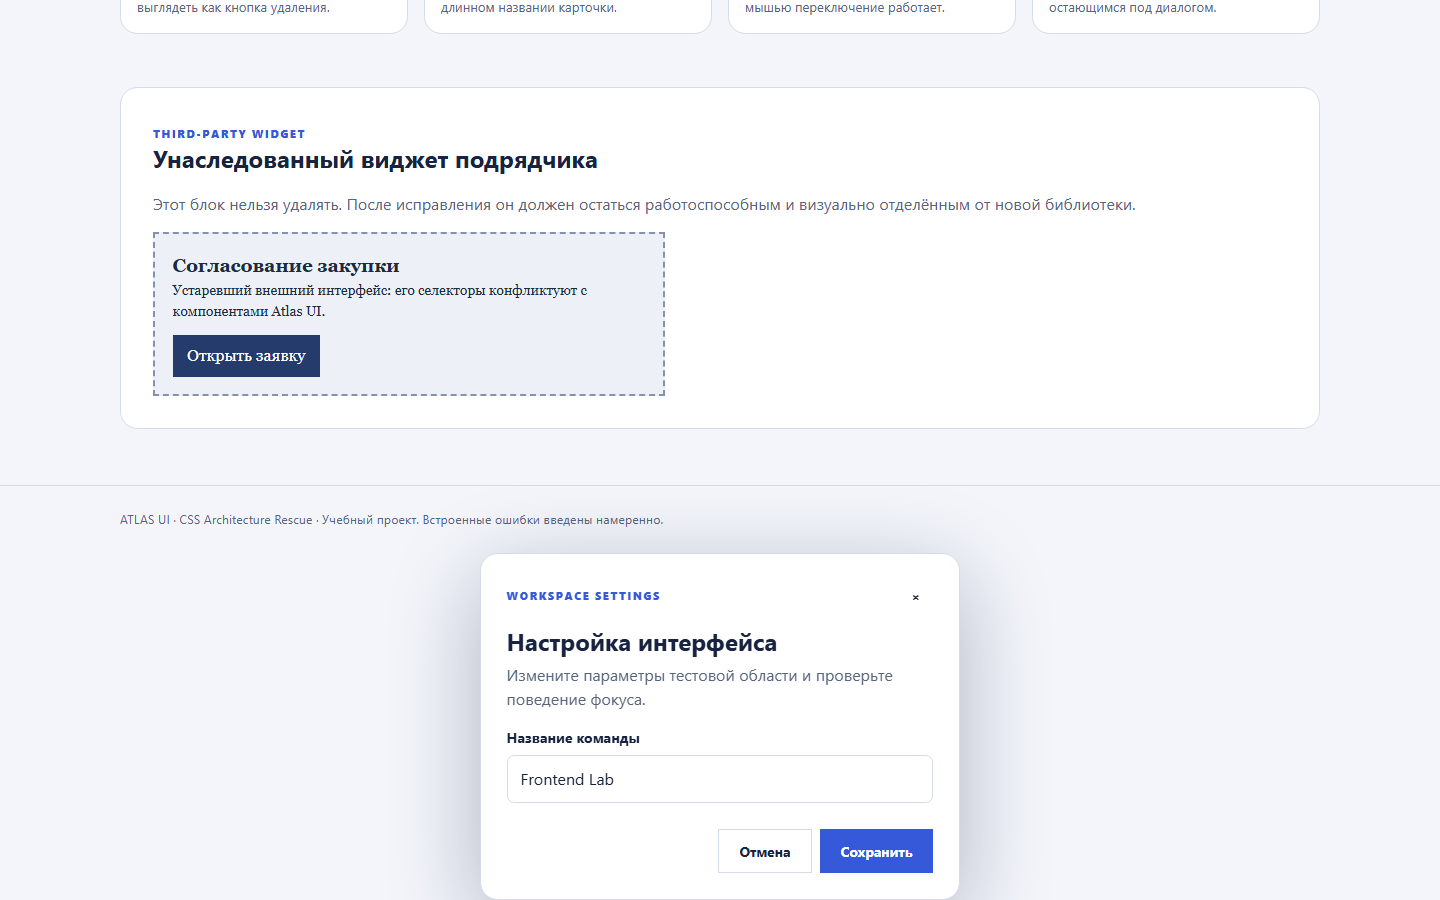 выглядеть как кнопка удаления.
длинном названии карточки.
мышью переключение работает.
остающимся под диалогом.
THIRD-PARTY WIDGET
Унаследованный виджет подрядчика
Этот блок нельзя удалять. После исправления он должен остаться работоспособным и визуально отделённым от новой библиотеки.
Согласование закупки
Устаревший внешний интерфейс: его селекторы конфликтуют с
компонентами Atlas UI.
Открыть заявку
ATLAS UI · CSS Architecture Rescue · Учебный проект. Встроенные ошибки введены намеренно.
WORKSPACE SETTINGS
×
Настройка интерфейса
Измените параметры тестовой области и проверьте
поведение фокуса.
Название команды
Frontend Lab
Отмена
Сохранить